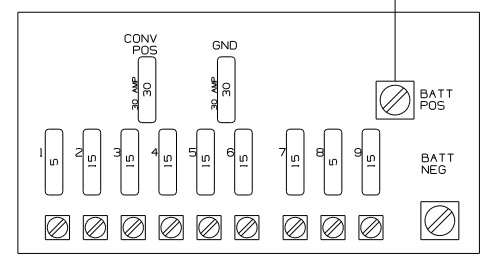 CONV
POS
GND
30 AMP
30
30 AMP
30
BATT
POS
1 5
2 15
3 15
4 15
5 15
6 15
7 15
8 5
9 15
BATT
NEG